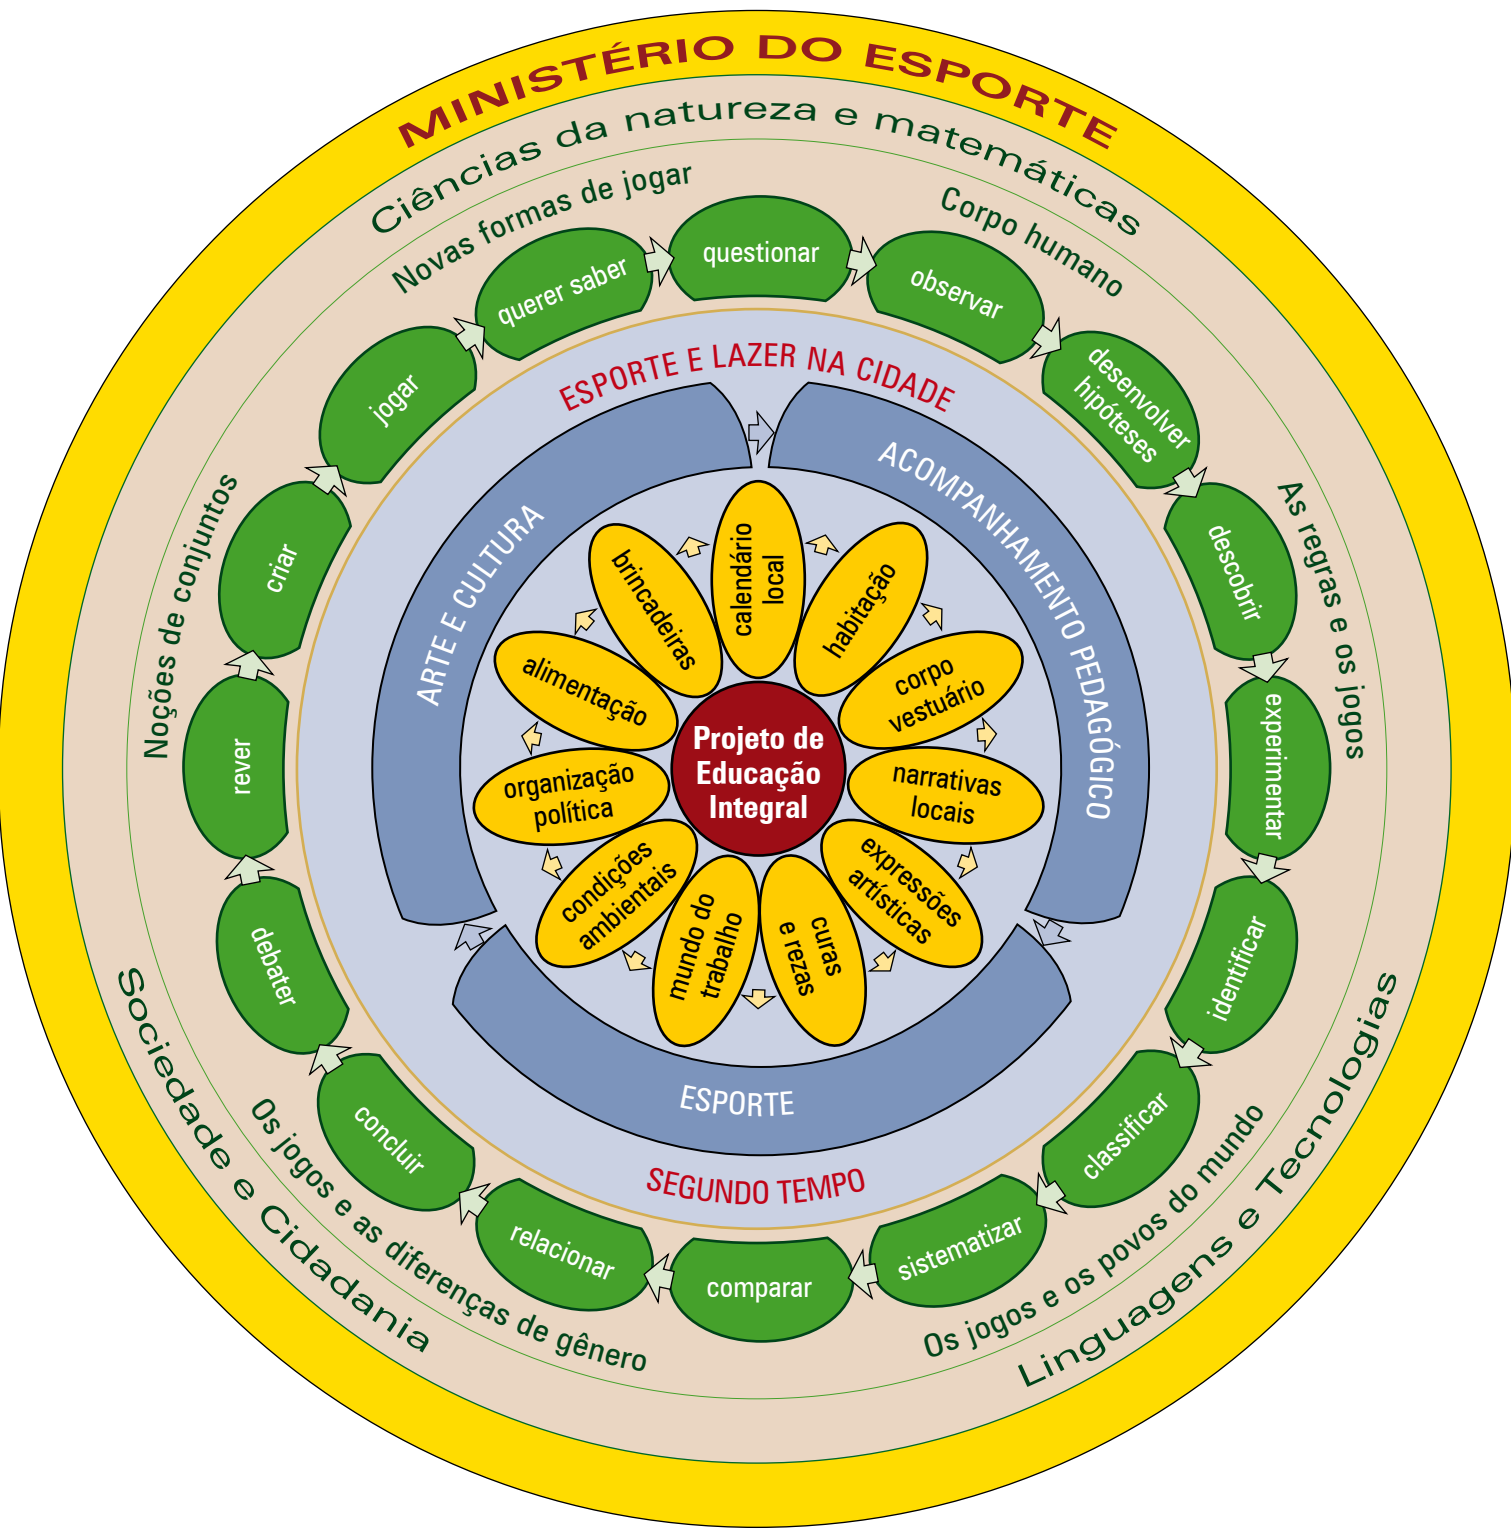 MINISTÉRIO DO ESPORTE
Ciências da natureza e matemáticas
Linguagens e Tecnologias
Sociedade e Cidadania
Novas formas de jogar
Corpo humano
As regras e os jogos
Os jogos e os povos do mundo
Os jogos e as diferenças de gênero
Noções de conjuntos
questionar
observar
desenvolver
hipóteses
descobrir
experimentar
identificar
classificar
sistematizar
comparar
relacionar
concluir
debater
rever
criar
jogar
querer saber
ESPORTE E LAZER NA CIDADE
SEGUNDO TEMPO
ACOMPANHAMENTO PEDAGÓGICO
ESPORTE
ARTE E CULTURA
calendário
local
habitação
corpo
vestuário
narrativas
locais
expressões
artísticas
curas
e rezas
mundo do
trabalho
condições
ambientais
organização
política
alimentação
brincadeiras
Projeto de
Educação
Integral